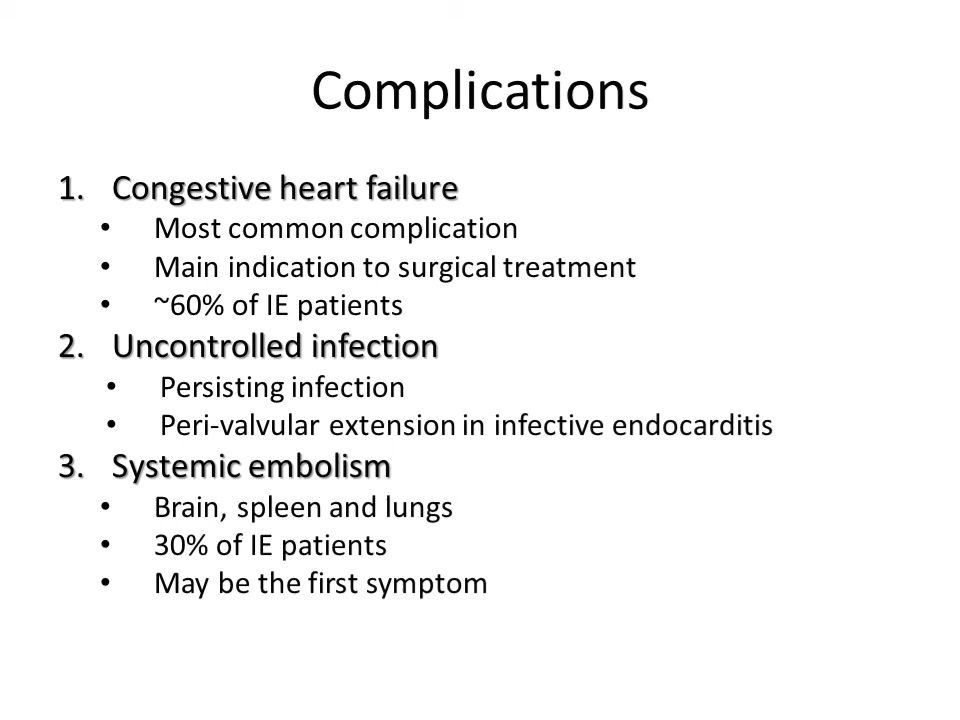 Complications
1. Congestive heart failure
• Most common complication
• Main indication to surgical treatment
• ~60% of IE patients
2. Uncontrolled infection
• Persisting infection
• Peri-valvular extension in infective endocarditis
3. Systemic embolism
• Brain, spleen and lungs
• 30% of IE patients
• May be the first symptom